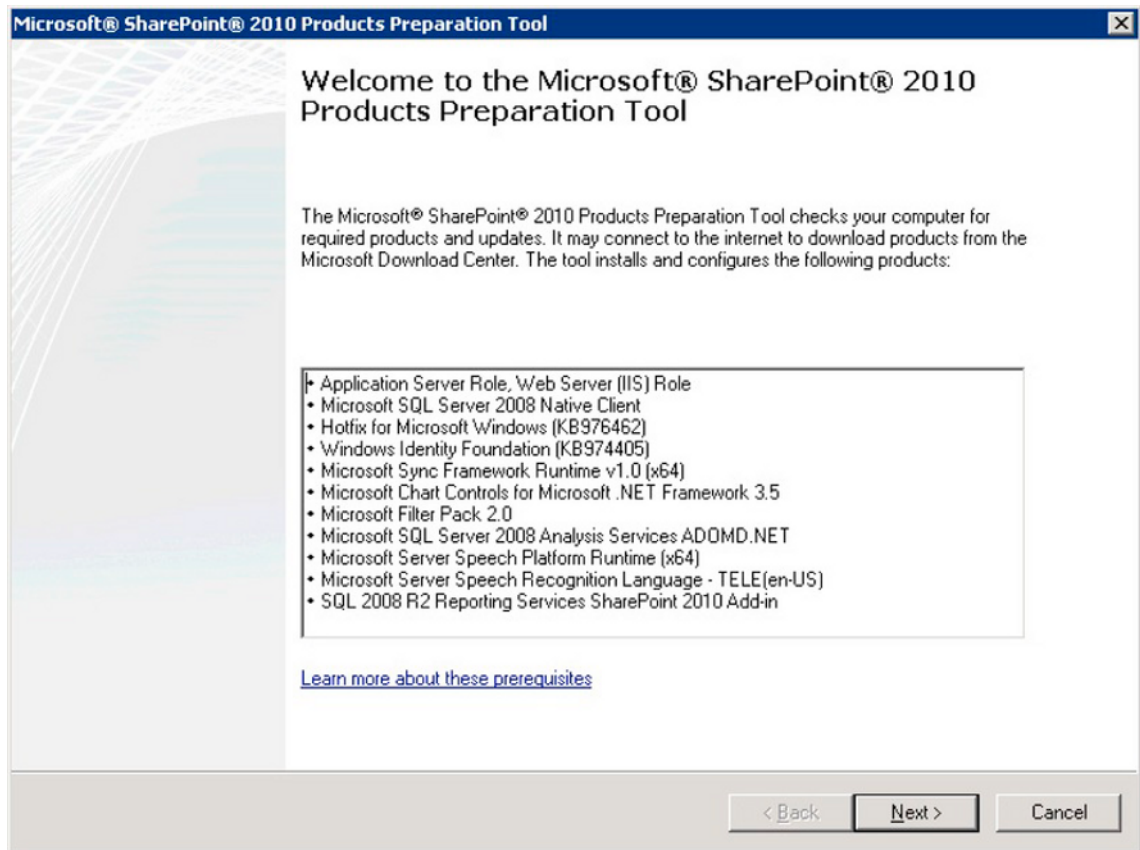 Microsoft® SharePoint® 2010 Products Preparation Tool
Welcome to the Microsoft® SharePoint® 2010
Products Preparation Tool
The Microsoft® SharePoint® 2010 Products Preparation Tool checks your computer for
required products and updates. It may connect to the internet to download products from the
Microsoft Download Center. The tool installs and configures the following products:
• Application Server Role, Web Server (IIS) Role
• Microsoft SQL Server 2008 Native Client
• Hotfix for Microsoft Windows (KB976462)
• Windows Identity Foundation (KB974405)
• Microsoft Sync Framework Runtime v1.0 (x64)
• Microsoft Chart Controls for Microsoft .NET Framework 3.5
• Microsoft Filter Pack 2.0
• Microsoft SQL Server 2008 Analysis Services ADOMD.NET
• Microsoft Server Speech Platform Runtime (x64)
• Microsoft Server Speech Recognition Language - TELE(en-US)
• SQL 2008 R2 Reporting Services SharePoint 2010 Add-in
Learn more about these prerequisites
< Back Next > Cancel